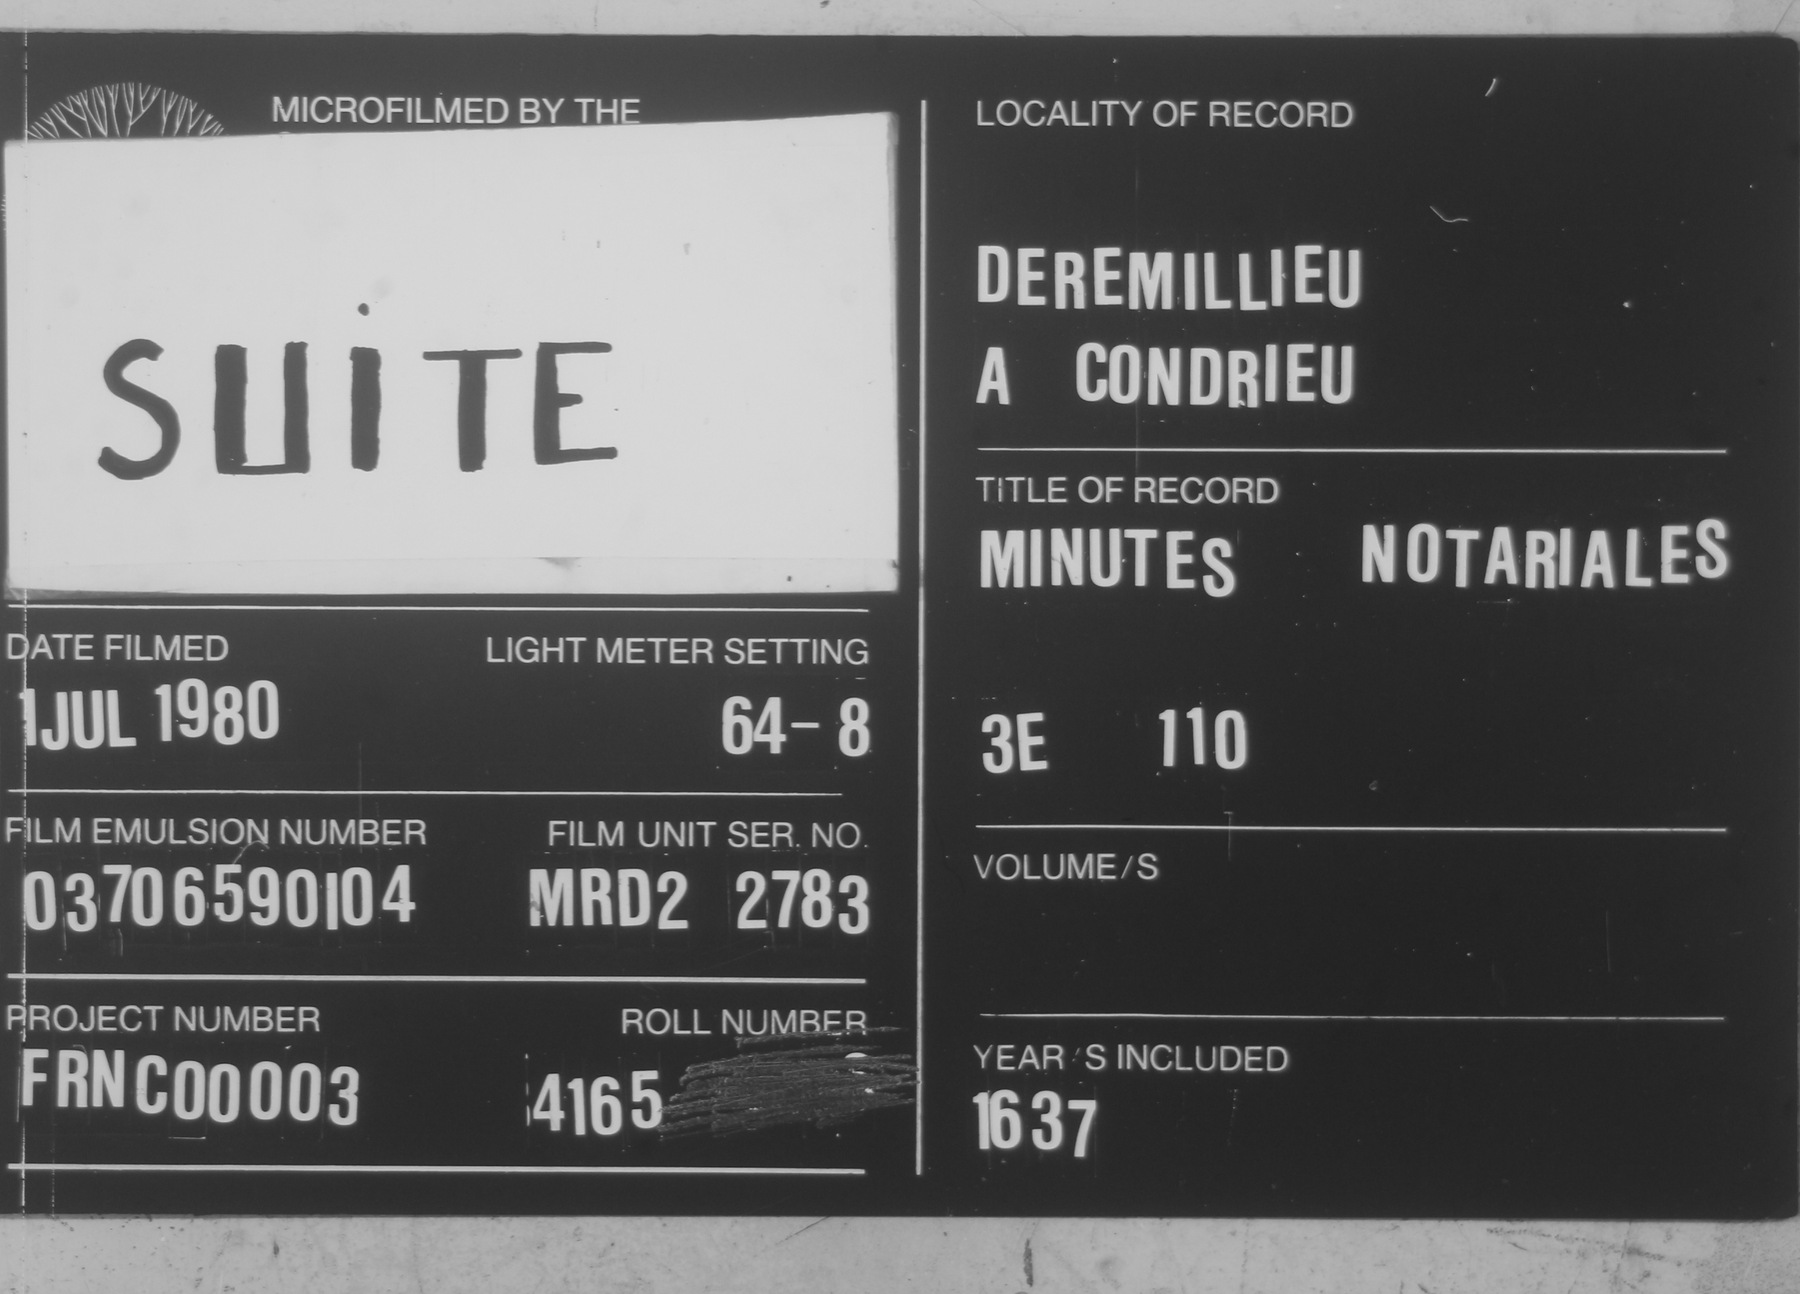 MICROFILMED BY THE
SUiTE
DATE FILMED
LIGHT METER SETTING
1JUL 1980
64- 8
FILM EMULSION NUMBER
FILM UNIT SER. NO.
03706590104
MRD2 2783
PROJECT NUMBER
ROLL NUMBER
FRNC00003
4165
LOCALITY OF RECORD
DEREMILLIEU
A CONDRIEU
TITLE OF RECORD
MINUTES NOTARIALES
3E 110
VOLUME/S
YEAR/S INCLUDED
1637